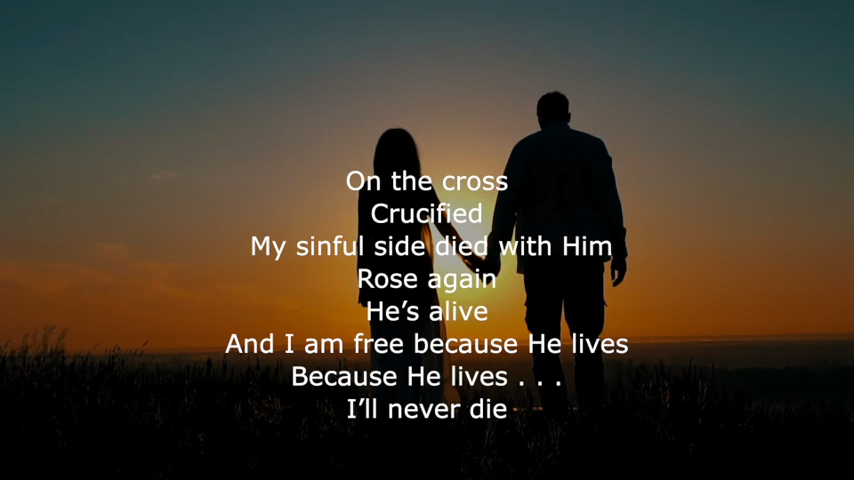 On the cross
Crucified
My sinful side died with Him
Rose again
He’s alive
And I am free because He lives
Because He lives . . .
I’ll never die